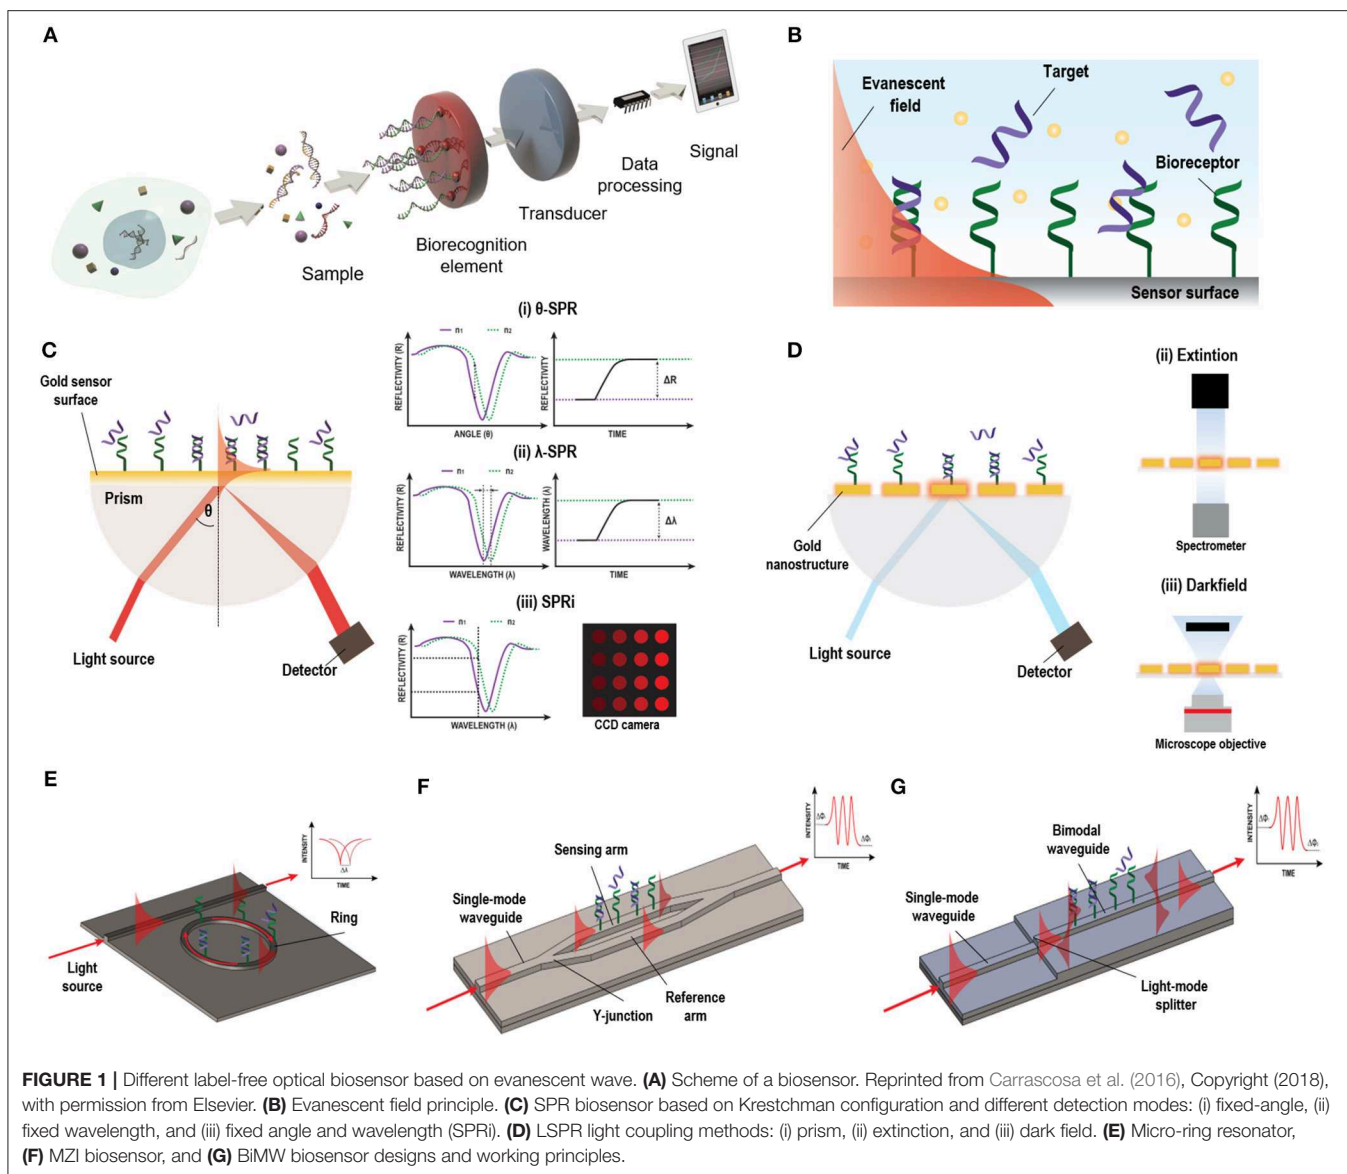 A
Sample
Biorecognition
element
Transducer
Data
processing
Signal
B
Evanescent
field
Target
Bioreceptor
Sensor surface
C
Gold sensor
surface
Prism
θ
Light source
Detector
(i) θ-SPR
n₁ n₂
REFLECTIVITY (R)
ANGLE (θ)
REFLECTIVITY
ΔR
TIME
(ii) λ-SPR
n₁ n₂
REFLECTIVITY (R)
WAVELENGTH (λ)
WAVELENGTH (λ)
Δλ
TIME
(iii) SPRi
n₁ n₂
REFLECTIVITY (R)
WAVELENGTH (λ)
CCD camera
D
Gold
nanostructure
Light source
Detector
(ii) Extintion
Spectrometer
(iii) Darkfield
Microscope objective
E
INTENSITY
Δλ
TIME
Ring
Light
source
F
INTENSITY
TIME
Sensing arm
Single-mode
waveguide
Y-junction
Reference
arm
G
INTENSITY
TIME
Bimodal
waveguide
Single-mode
waveguide
Light-mode
splitter
FIGURE 1 | Different label-free optical biosensor based on evanescent wave. (A) Scheme of a biosensor. Reprinted from Carrascosa et al. (2016), Copyright (2018),
with permission from Elsevier. (B) Evanescent field principle. (C) SPR biosensor based on Krestchman configuration and different detection modes: (i) fixed-angle, (ii)
fixed wavelength, and (iii) fixed angle and wavelength (SPRi). (D) LSPR light coupling methods: (i) prism, (ii) extinction, and (iii) dark field. (E) Micro-ring resonator,
(F) MZI biosensor, and (G) BiMW biosensor designs and working principles.